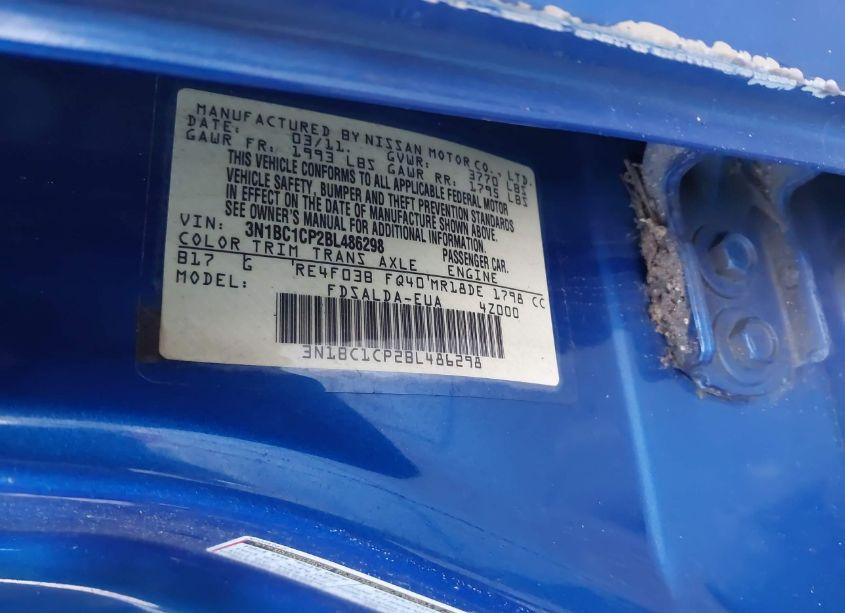 MANUFACTURED BY NISSAN MOTOR CO., LTD.
DATE: 03/11. GVWR: 3770 LBS
GAWR FR: 1993 LBS GAWR RR: 1795 LBS
THIS VEHICLE CONFORMS TO ALL APPLICABLE FEDERAL MOTOR
VEHICLE SAFETY, BUMPER AND THEFT PREVENTION STANDARDS
IN EFFECT ON THE DATE OF MANUFACTURE SHOWN ABOVE.
SEE OWNER'S MANUAL FOR ADDITIONAL INFORMATION.
VIN: 3N1BC1CP2BL486298 PASSENGER CAR.
COLOR TRIM TRANS AXLE ENGINE
B17 G RE4F03B FQ40 MR18DE 1798 CC
MODEL: FDSALDA-EUA 4Z000
3N1BC1CP2BL486298